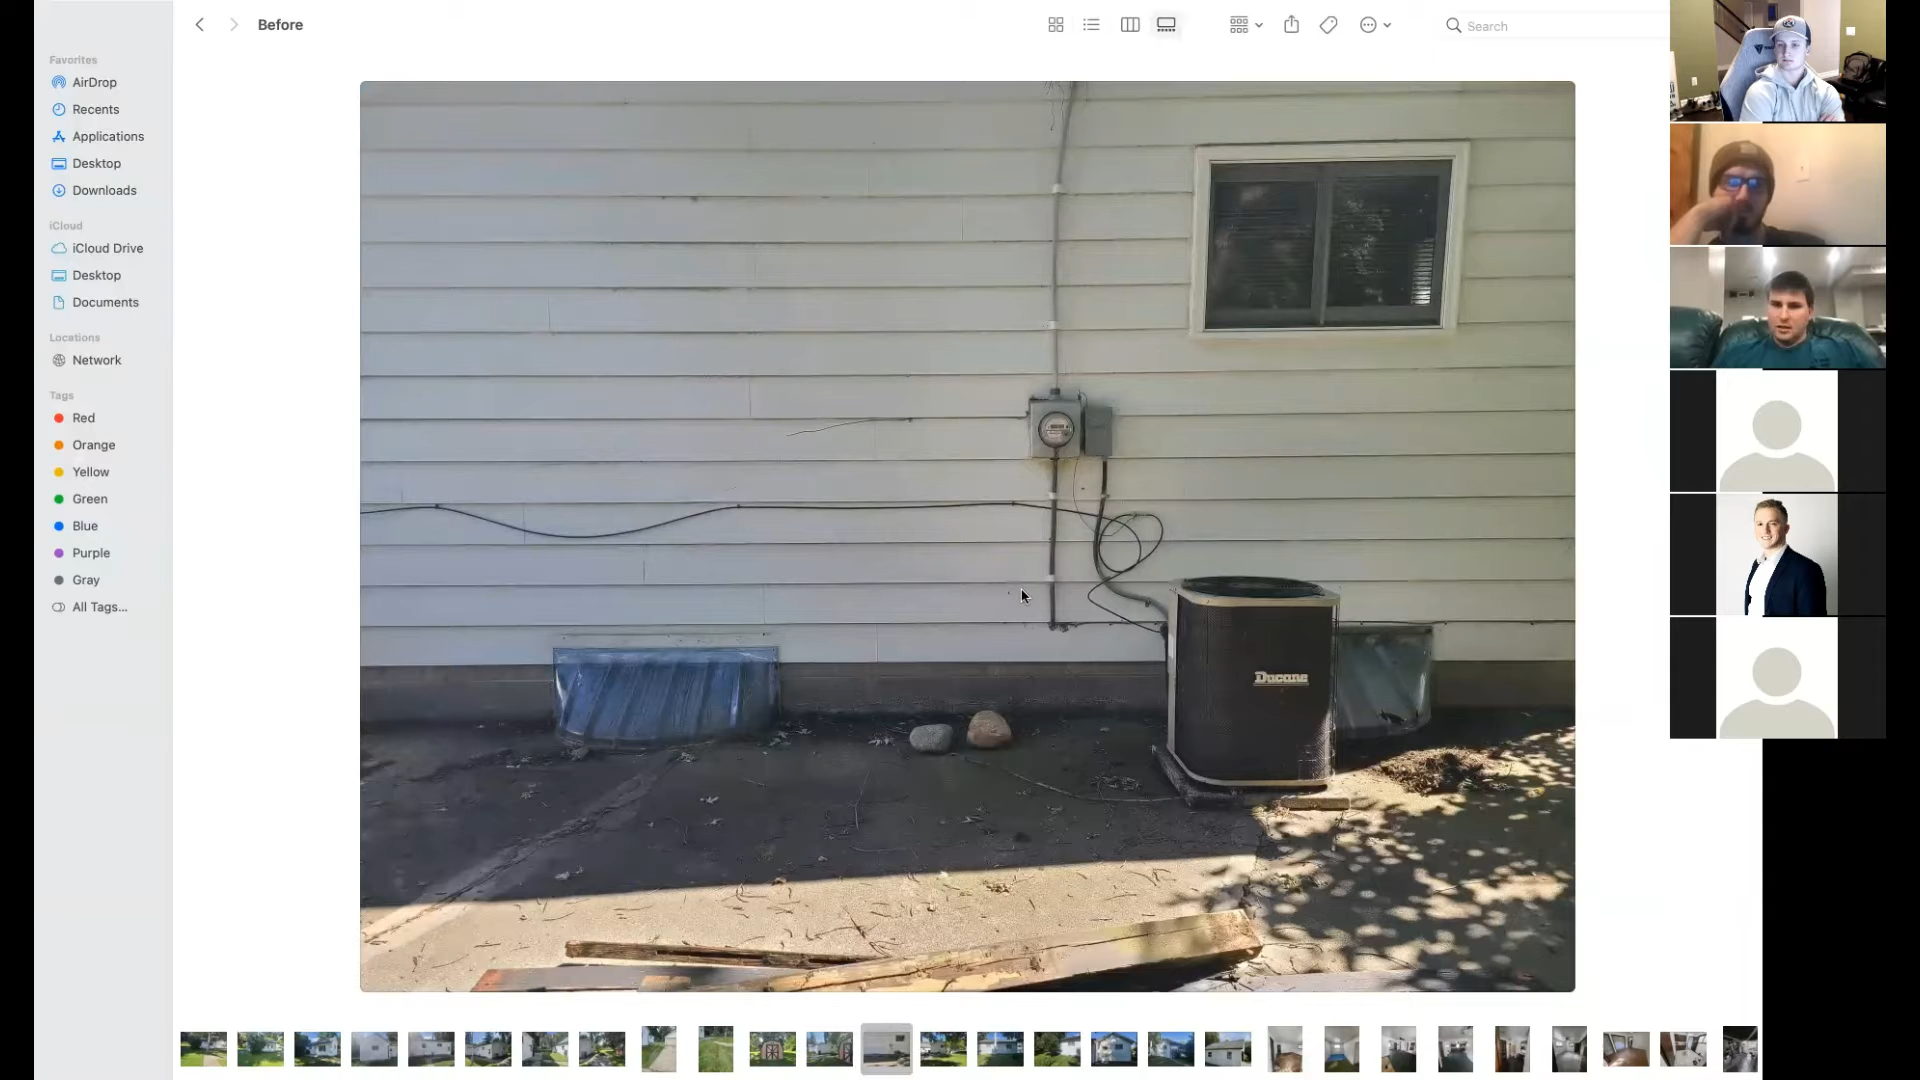 Before
Search
Favorites
AirDrop
Recents
Applications
Desktop
Downloads
iCloud
iCloud Drive
Desktop
Documents
Locations
Network
Tags
Red
Orange
Yellow
Green
Blue
Purple
Gray
All Tags...
Ducane